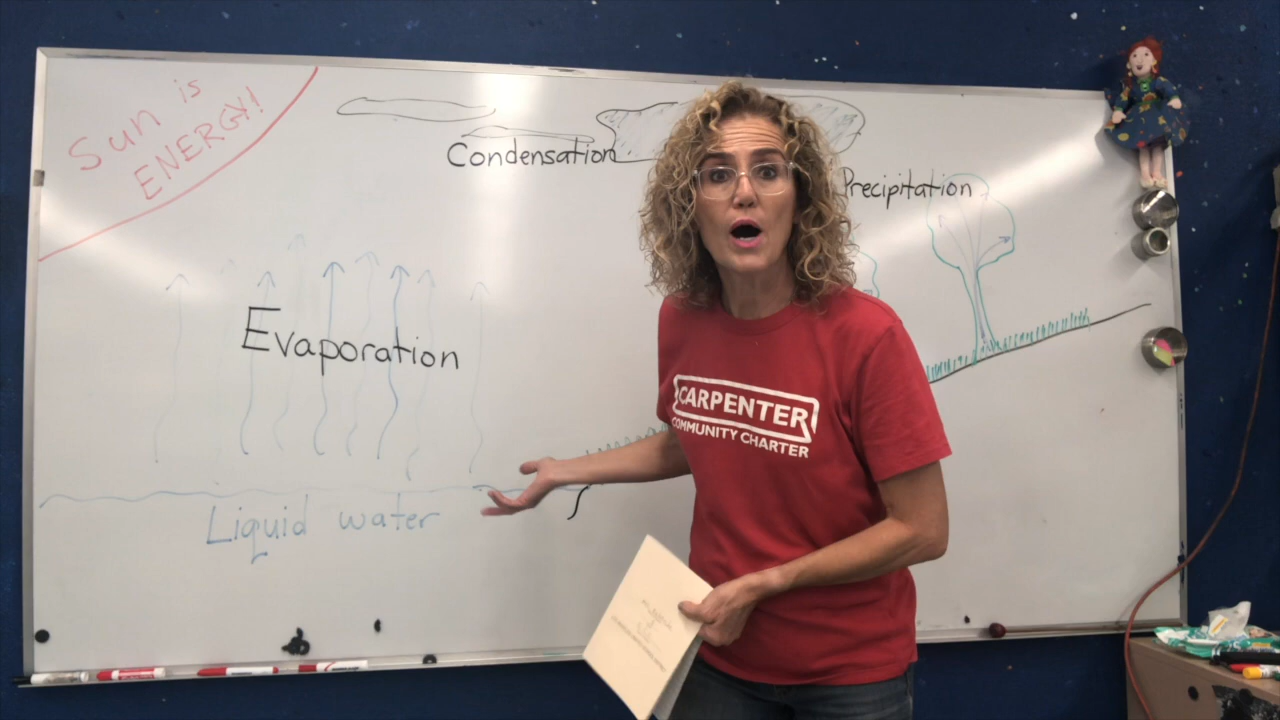 Sun is
ENERGY!
Condensation
Precipitation
Evaporation
CARPENTER
COMMUNITY CHARTER
Liquid water